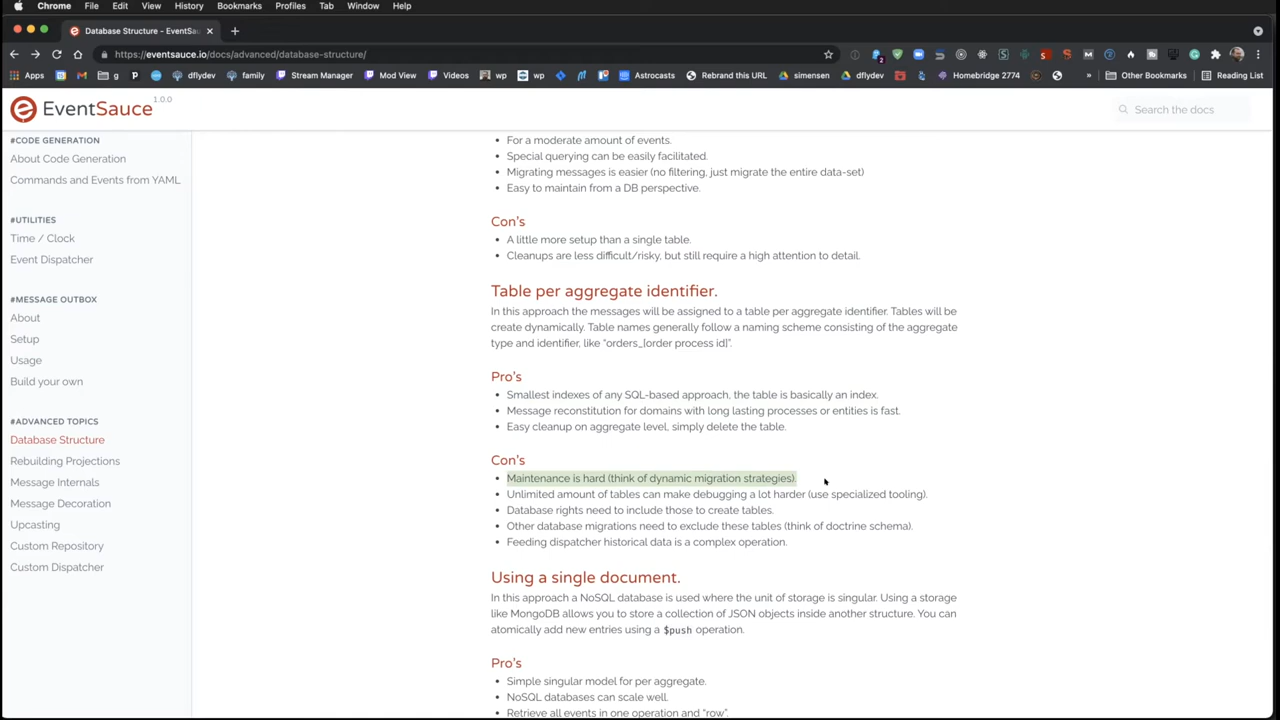 Chrome File Edit View History Bookmarks Profiles Tab Window Help
Database Structure - EventSau
https://eventsauce.io/docs/advanced/database-structure/
Apps g dflydev family Stream Manager Mod View Videos wp wp Astrocasts Rebrand this URL simensen dflydev Homebridge 2774 » Other Bookmarks Reading List
EventSauce 1.0.0
Search the docs
#CODE GENERATION
About Code Generation
Commands and Events from YAML
#UTILITIES
Time / Clock
Event Dispatcher
#MESSAGE OUTBOX
About
Setup
Usage
Build your own
#ADVANCED TOPICS
Database Structure
Rebuilding Projections
Message Internals
Message Decoration
Upcasting
Custom Repository
Custom Dispatcher
For a moderate amount of events.
Special querying can be easily facilitated.
Migrating messages is easier (no filtering, just migrate the entire data-set)
Easy to maintain from a DB perspective.
Con's
A little more setup than a single table.
Cleanups are less difficult/risky, but still require a high attention to detail.
Table per aggregate identifier.
In this approach the messages will be assigned to a table per aggregate identifier. Tables will be
create dynamically. Table names generally follow a naming scheme consisting of the aggregate
type and identifier, like "orders_[order process id]".
Pro's
Smallest indexes of any SQL-based approach, the table is basically an index.
Message reconstitution for domains with long lasting processes or entities is fast.
Easy cleanup on aggregate level, simply delete the table.
Con's
Maintenance is hard (think of dynamic migration strategies).
Unlimited amount of tables can make debugging a lot harder (use specialized tooling).
Database rights need to include those to create tables.
Other database migrations need to exclude these tables (think of doctrine schema).
Feeding dispatcher historical data is a complex operation.
Using a single document.
In this approach a NoSQL database is used where the unit of storage is singular. Using a storage
like MongoDB allows you to store a collection of JSON objects inside another structure. You can
atomically add new entries using a $push operation.
Pro's
Simple singular model for per aggregate.
NoSQL databases can scale well.
Retrieve all events in one operation and "row".